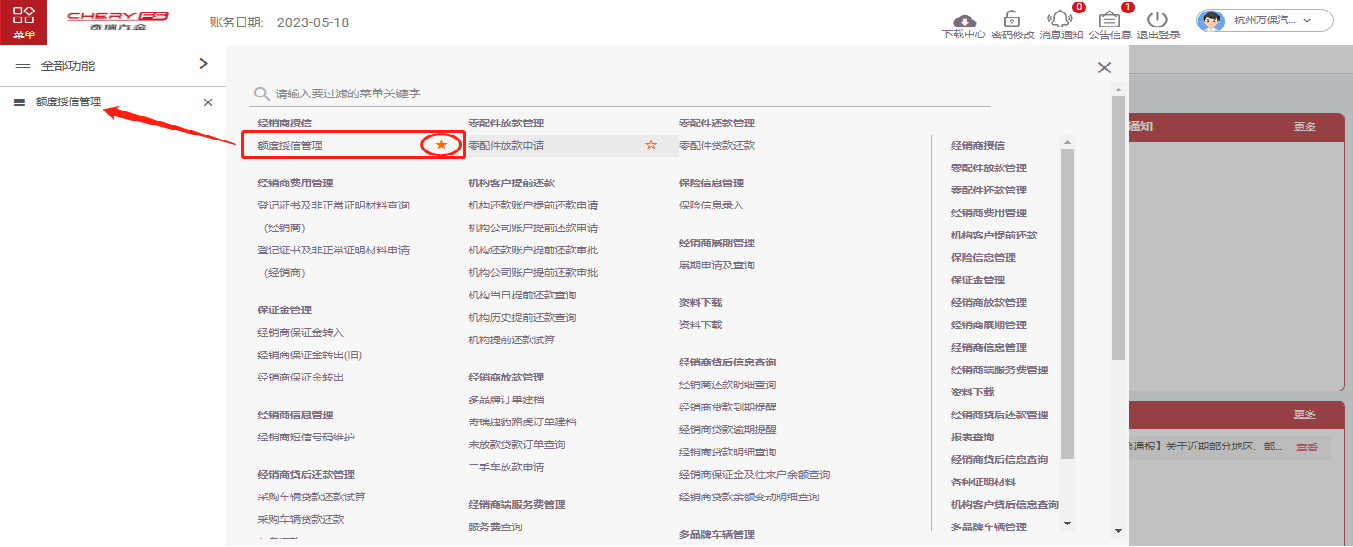 菜单
CHERY FS
奇瑞金融
账务日期: 2023-05-18
下载中心
密码修改
0
消息通知
1
公告信息
退出登录
杭州万保汽...
全部功能
额度授信管理
请输入要过滤的菜单关键字
经销商授信
额度授信管理
经销商费用管理
登记证书及非正常证明材料查询
(经销商)
登记证书及非正常证明材料申请
(经销商)
保证金管理
经销商保证金转入
经销商保证金转出(旧)
经销商保证金转出
经销商信息管理
经销商短信号码维护
经销商贷后还款管理
采购车辆贷款还款试算
采购车辆贷款还款
零配件放款管理
零配件放款申请
机构客户提前还款
机构还款账户提前还款申请
机构公司账户提前还款申请
机构还款账户提前还款审批
机构公司账户提前还款审批
机构当日提前还款查询
机构历史提前还款查询
机构提前还款试算
经销商放款管理
多品牌订单建档
奇瑞捷豹路虎订单建档
未放款贷款订单查询
二手车放款申请
经销商端服务费管理
服务费查询
零配件还款管理
零配件贷款还款
保险信息管理
保险信息录入
经销商展期管理
展期申请及查询
资料下载
资料下载
经销商贷后信息查询
经销商还款明细查询
经销商贷款到期提醒
经销商贷款逾期提醒
经销商贷款明细查询
经销商保证金及往来户余额查询
经销商贷款余额变动明细查询
多品牌车辆管理
经销商授信
零配件放款管理
零配件还款管理
经销商费用管理
机构客户提前还款
保险信息管理
保证金管理
经销商放款管理
经销商展期管理
经销商信息管理
经销商端服务费管理
资料下载
经销商贷后还款管理
报表查询
经销商贷后信息查询
各种证明材料
机构客户贷后信息查询
多品牌车辆管理
通知
更多
更多
通报】关于近期部分地区、部...
查看